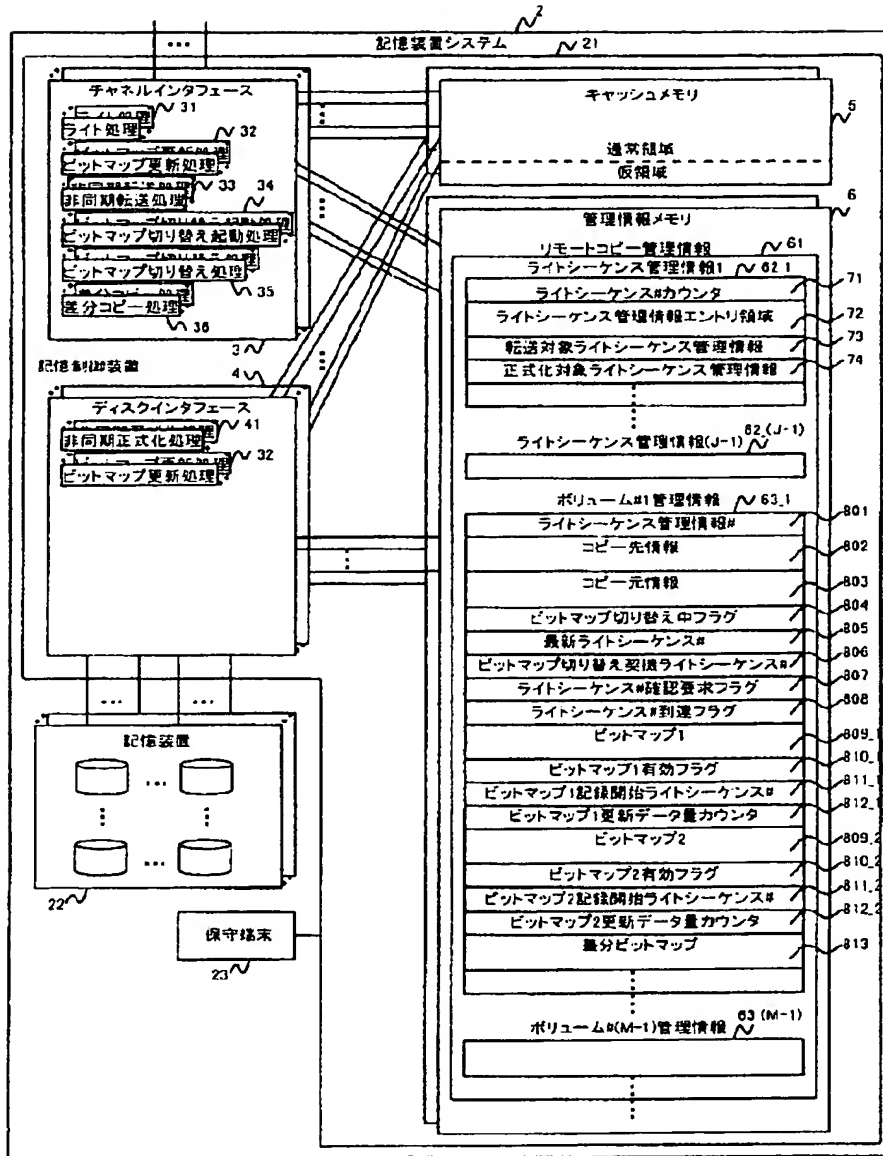 2
記憶装置システム 21
チャネルインタフェース
31
ライト処理
32
ビットマップ更新処理
33
非同期転送処理
34
ビットマップ切り替え起動処理
ビットマップ切り替え処理
35
差分コピー処理
36
3
キャッシュメモリ
5
通常領域
仮領域
6
管理情報メモリ
リモートコピー管理情報 61
ライトシーケンス管理情報1 62_1
ライトシーケンス#カウンタ 71
ライトシーケンス管理情報エントリ領域 72
転送対象ライトシーケンス管理情報 73
正式化対象ライトシーケンス管理情報 74
62_(J-1)
ライトシーケンス管理情報(J-1)
記憶制御装置
4
ディスクインタフェース
41
非同期正式化処理
32
ビットマップ更新処理
ボリューム#1管理情報 63_1
ライトシーケンス管理情報# 801
コピー先情報 802
コピー元情報 803
ビットマップ切り替え中フラグ 804
最新ライトシーケンス# 805
ビットマップ切り替え契機ライトシーケンス# 806
ライトシーケンス#確認要求フラグ 807
ライトシーケンス#到達フラグ 808
ビットマップ1 809_1
ビットマップ1有効フラグ 810_1
ビットマップ1記録開始ライトシーケンス# 811_1
ビットマップ1更新データ量カウンタ 812_1
ビットマップ2 809_2
ビットマップ2有効フラグ 810_2
ビットマップ2記録開始ライトシーケンス# 811_2
ビットマップ2更新データ量カウンタ 812_2
差分ビットマップ 813
63 (M-1)
ボリューム#(M-1)管理情報
記憶装置
22
保守端末
23